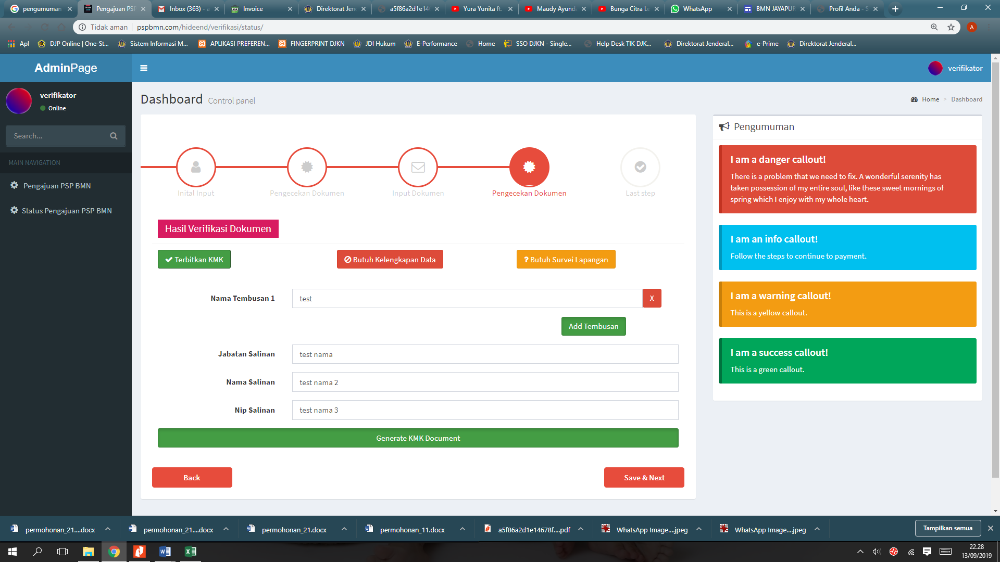 pengumuman
Pengajuan PSP
Inbox (363) - a
Invoice
Direktorat Jen
a5f86a2d1e14
Yura Yunita ft.
Maudy Ayund
Bunga Citra Le
WhatsApp
BMN JAYAPUR
Profil Anda - S
Tidak aman
pspbmn.com/hideend/verifikasi/status/
A
Apl
DJP Online | One-St...
Sistem Informasi M...
APLIKASI PREFEREN...
FINGERPRINT DJKN
JDI Hukum
E-Performance
Home
SSO DJKN - Single...
Help Desk TIK DJK...
Direktorat Jenderal...
e-Prime
Direktorat Jenderal...
AdminPage
verifikator
verifikator
Online
Search...
MAIN NAVIGATION
Pengajuan PSP BMN
Status Pengajuan PSP BMN
Dashboard Control panel
Home > Dashboard
Inital Input
Pengecekan Dokumen
Input Dokumen
Pengecekan Dokumen
Last step
Hasil Verifikasi Dokumen
Terbitkan KMK
Butuh Kelengkapan Data
? Butuh Survei Lapangan
Nama Tembusan 1
test
X
Add Tembusan
Jabatan Salinan
test nama
Nama Salinan
test nama 2
Nip Salinan
test nama 3
Generate KMK Document
Back
Save & Next
Pengumuman
I am a danger callout!
There is a problem that we need to fix. A wonderful serenity has
taken possession of my entire soul, like these sweet mornings of
spring which I enjoy with my whole heart.
I am an info callout!
Follow the steps to continue to payment.
I am a warning callout!
This is a yellow callout.
I am a success callout!
This is a green callout.
permohonan_21....docx
permohonan_21....docx
permohonan_21.docx
permohonan_11.docx
a5f86a2d1e14678f....pdf
WhatsApp Image....jpeg
WhatsApp Image....jpeg
Tampilkan semua
22.28
13/09/2019